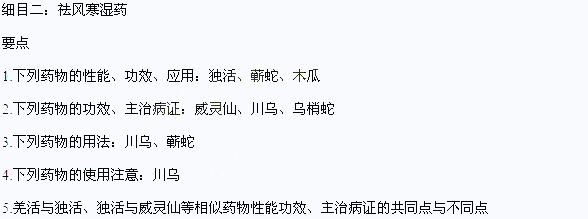 细目二：祛风寒湿药
要点
1.下列药物的性能、功效、应用：独活、蕲蛇、木瓜
2.下列药物的功效、主治病证：威灵仙、川乌、乌梢蛇
3.下列药物的用法：川乌、蕲蛇
4.下列药物的使用注意：川乌
5.羌活与独活、独活与威灵仙等相似药物性能功效、主治病证的共同点与不同点